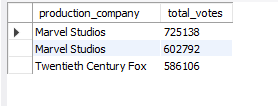 production_company total_votes
Marvel Studios 725138
Marvel Studios 602792
Twentieth Century Fox 586106